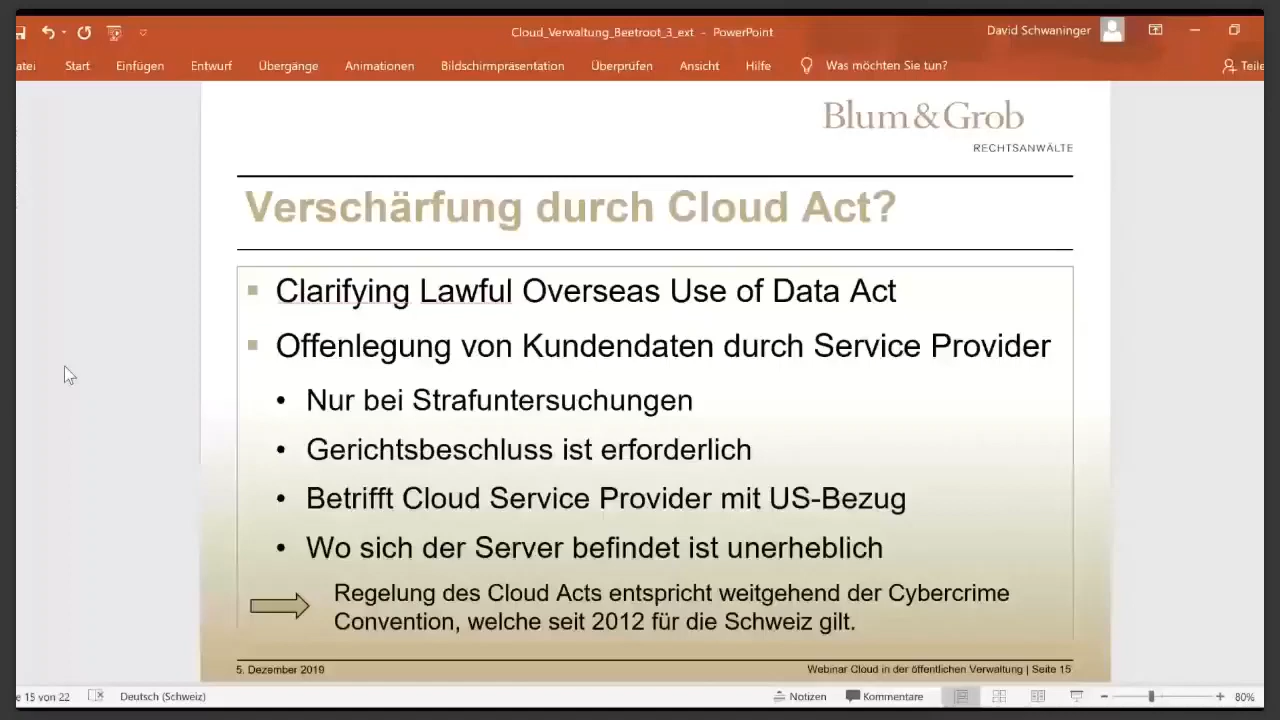 Cloud_Verwaltung_Beetroot_3_ext - PowerPoint
David Schwaninger
atei Start Einfügen Entwurf Übergänge Animationen Bildschirmpräsentation Überprüfen Ansicht Hilfe Was möchten Sie tun? Teile
Blum&Grob
RECHTSANWÄLTE
Verschärfung durch Cloud Act?
Clarifying Lawful Overseas Use of Data Act
Offenlegung von Kundendaten durch Service Provider
• Nur bei Strafuntersuchungen
• Gerichtsbeschluss ist erforderlich
• Betrifft Cloud Service Provider mit US-Bezug
• Wo sich der Server befindet ist unerheblich
Regelung des Cloud Acts entspricht weitgehend der Cybercrime
Convention, welche seit 2012 für die Schweiz gilt.
5. Dezember 2019
Webinar Cloud in der öffentlichen Verwaltung | Seite 15
e 15 von 22 Deutsch (Schweiz) Notizen Kommentare 80%